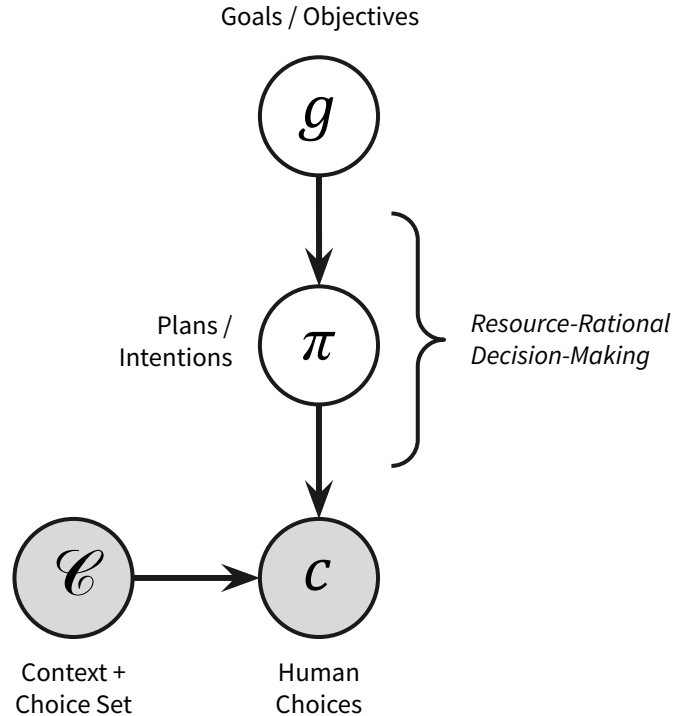 Goals / Objectives
g
Plans /
Intentions
π
Resource-Rational
Decision-Making
𝒞
c
Context +
Choice Set
Human
Choices